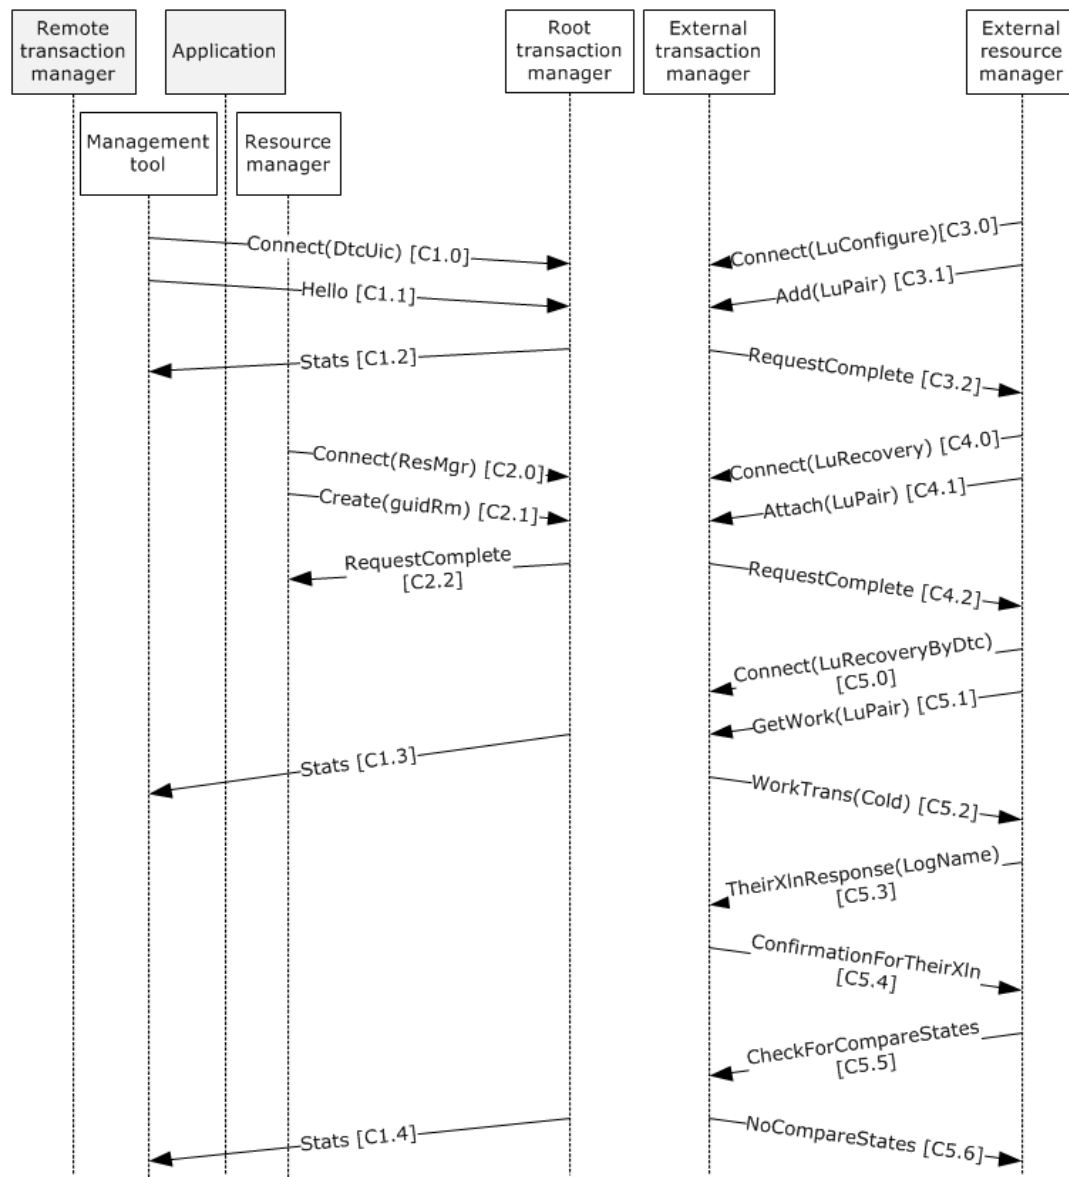 Remote
transaction
manager
Application
Root
transaction
manager
External
transaction
manager
External
resource
manager
Management
tool
Resource
manager
Connect(DtcUic) [C1.0]
Connect(LuConfigure)[C3.0]
Hello [C1.1]
Add(LuPair) [C3.1]
Stats [C1.2]
RequestComplete [C3.2]
Connect(ResMgr) [C2.0]
Connect(LuRecovery) [C4.0]
Create(guidRm) [C2.1]
Attach(LuPair) [C4.1]
RequestComplete
[C2.2]
RequestComplete [C4.2]
Connect(LuRecoveryByDtc)
[C5.0]
GetWork(LuPair) [C5.1]
Stats [C1.3]
WorkTrans(Cold) [C5.2]
TheirXlnResponse(LogName)
[C5.3]
ConfirmationForTheirXln
[C5.4]
CheckForCompareStates
[C5.5]
Stats [C1.4]
NoCompareStates [C5.6]